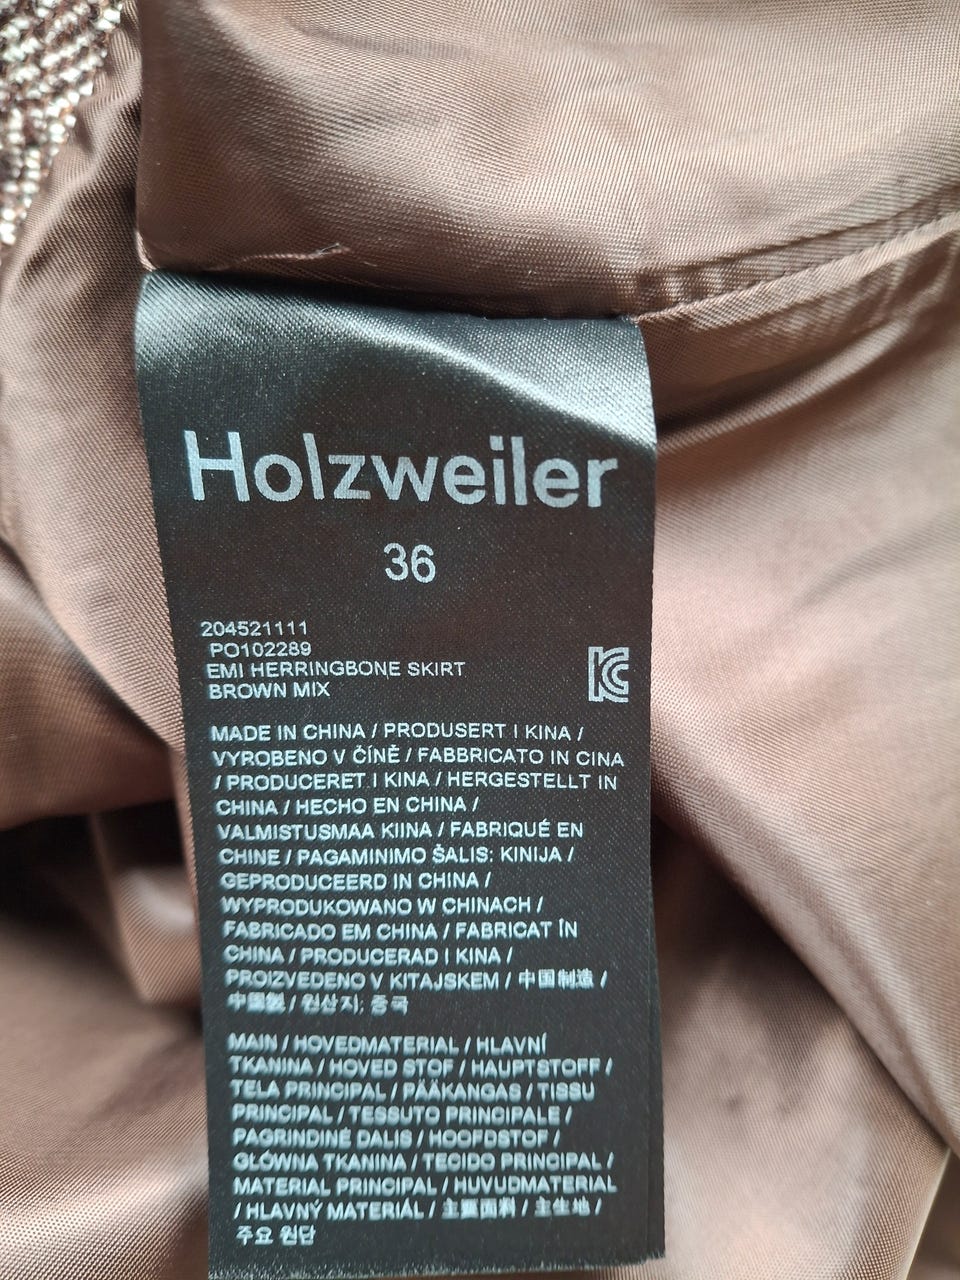 Holzweiler
36
204521111
PO102289
EMI HERRINGBONE SKIRT
BROWN MIX
MADE IN CHINA / PRODUSERT I KINA /
VYROBENO V ČÍNĚ / FABBRICATO IN CINA
/ PRODUCERET I KINA / HERGESTELLT IN
CHINA / HECHO EN CHINA /
VALMISTUSMAA KIINA / FABRIQUÉ EN
CHINE / PAGAMINIMO ŠALIS: KINIJA /
GEPRODUCEERD IN CHINA /
WYPRODUKOWANO W CHINACH /
FABRICADO EM CHINA / FABRICAT ÎN
CHINA / PRODUCERAD I KINA /
PROIZVEDENO V KITAJSKEM / 中国制造 /
中國製 / 원산지: 중국
MAIN / HOVEDMATERIAL / HLAVNÍ
TKANINA / HOVED STOF / HAUPTSTOFF /
TELA PRINCIPAL / PÄÄKANGAS / TISSU
PRINCIPAL / TESSUTO PRINCIPALE /
PAGRINDINĖ DALIS / HOOFDSTOF /
GŁÓWNA TKANINA / TECIDO PRINCIPAL /
MATERIAL PRINCIPAL / HUVUDMATERIAL
/ HLAVNÝ MATERIÁL / 主 料 / 主生地 /
주요 원단